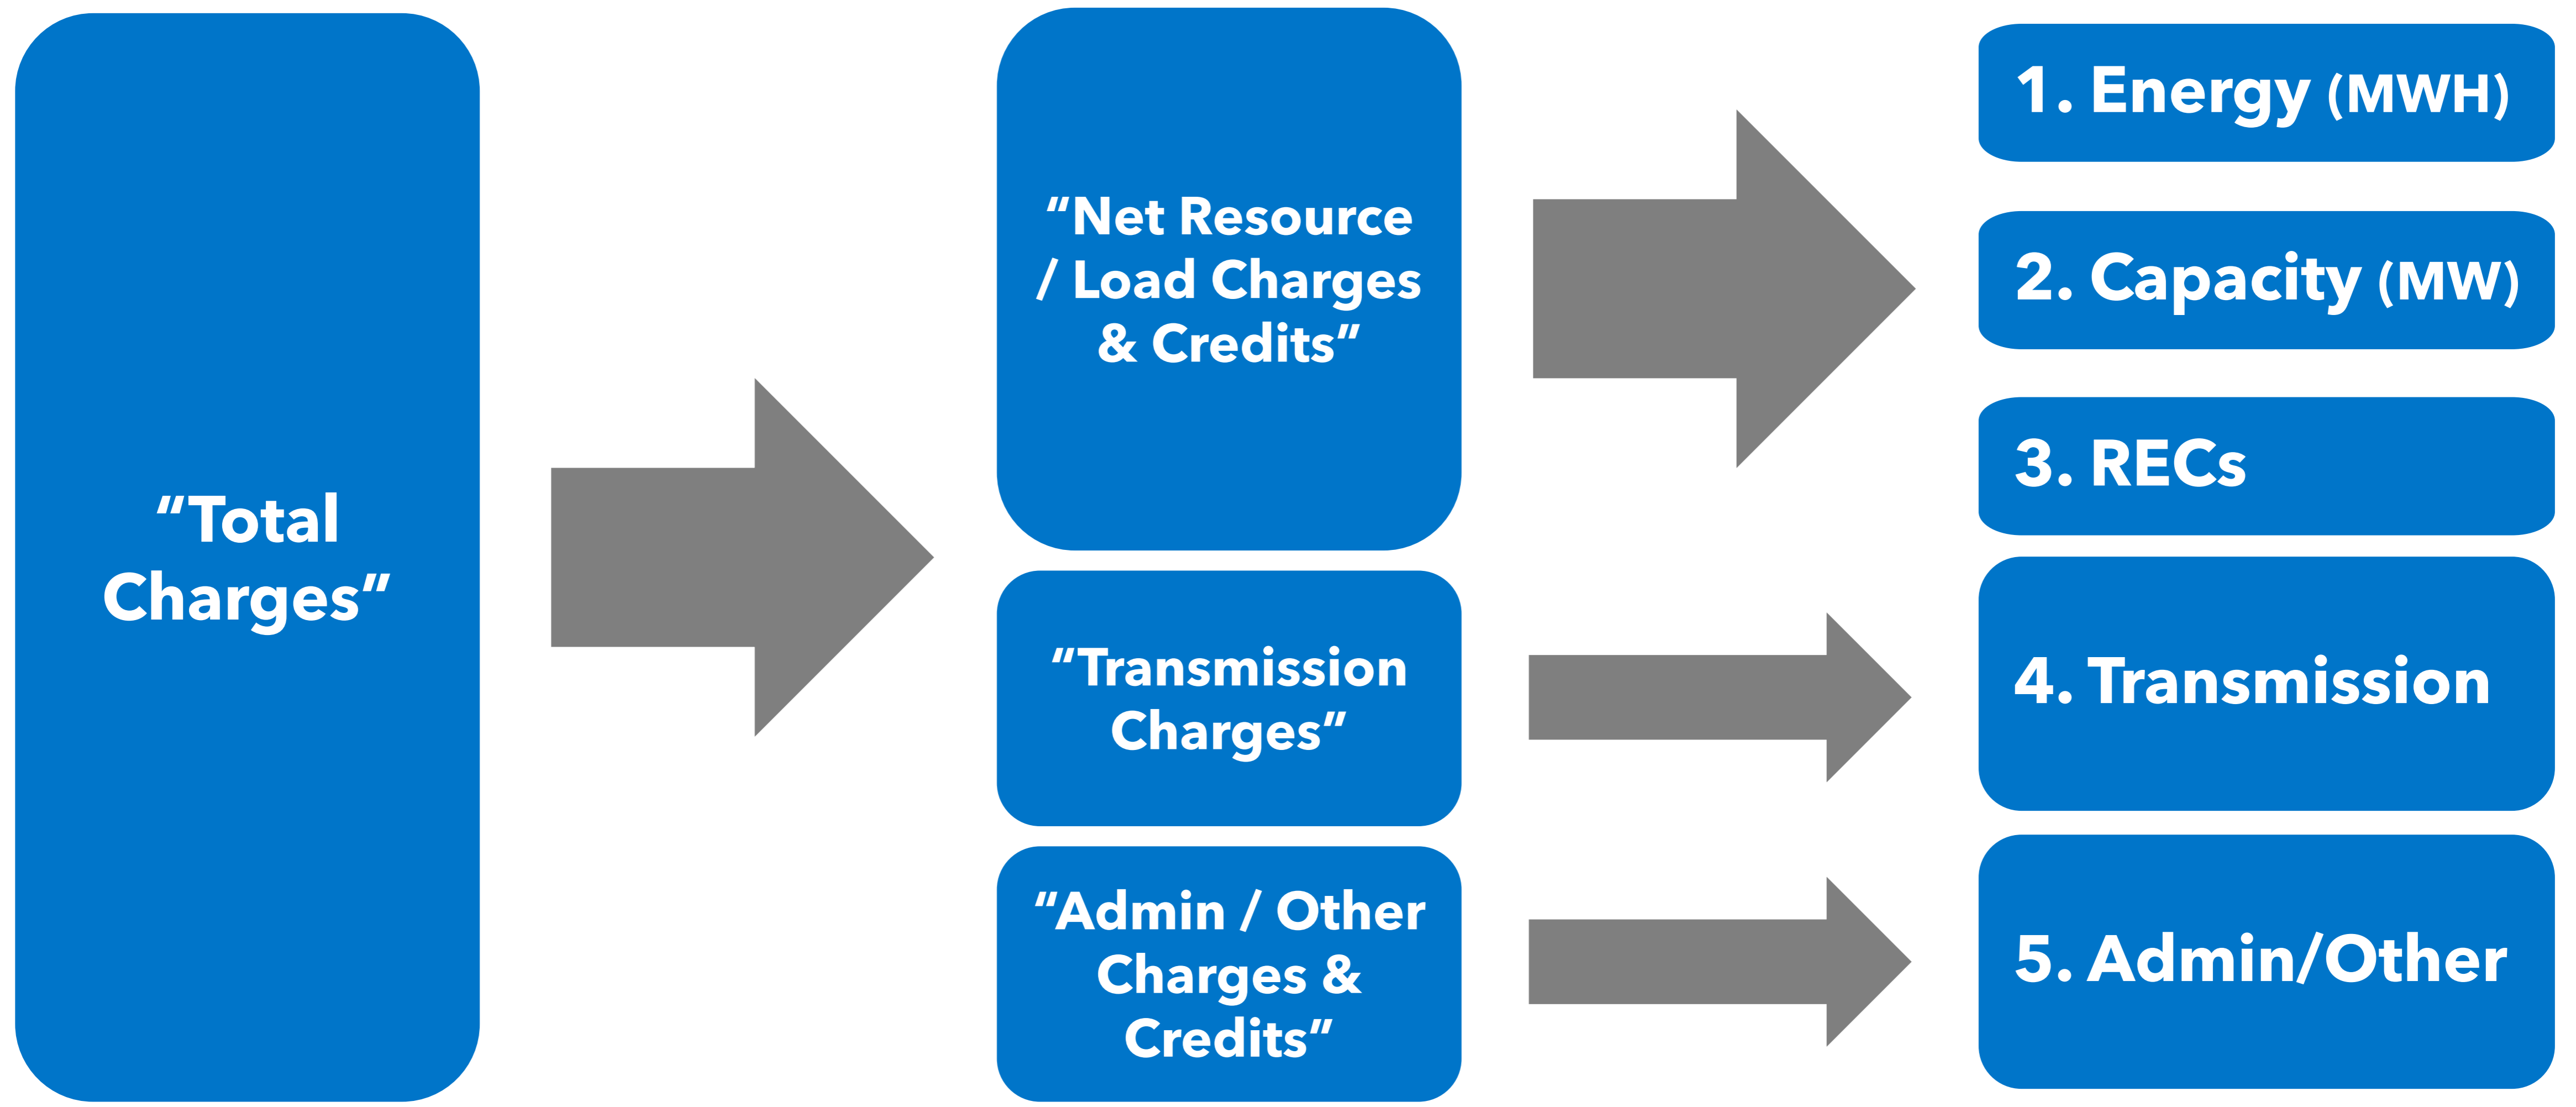 “Total
Charges”
“Net Resource
/ Load Charges
& Credits”
“Transmission
Charges”
“Admin / Other
Charges &
Credits”
1. Energy (MWH)
2. Capacity (MW)
3. RECs
4. Transmission
5. Admin/Other